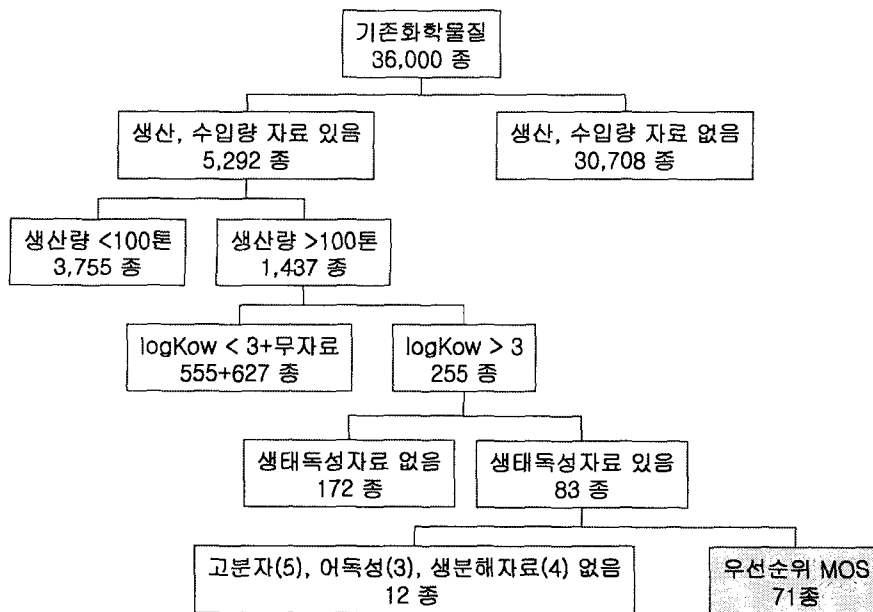 기존화학물질
36,000 종
생산, 수입량 자료 있음
5,292 종
생산, 수입량 자료 없음
30,708 종
생산량 <100톤
3,755 종
생산량 >100톤
1,437 종
logKow < 3+무자료
555+627 종
logKow > 3
255 종
생태독성자료 없음
172 종
생태독성자료 있음
83 종
고분자(5), 어독성(3), 생분해자료(4) 없음
12 종
우선순위 MOS
71종